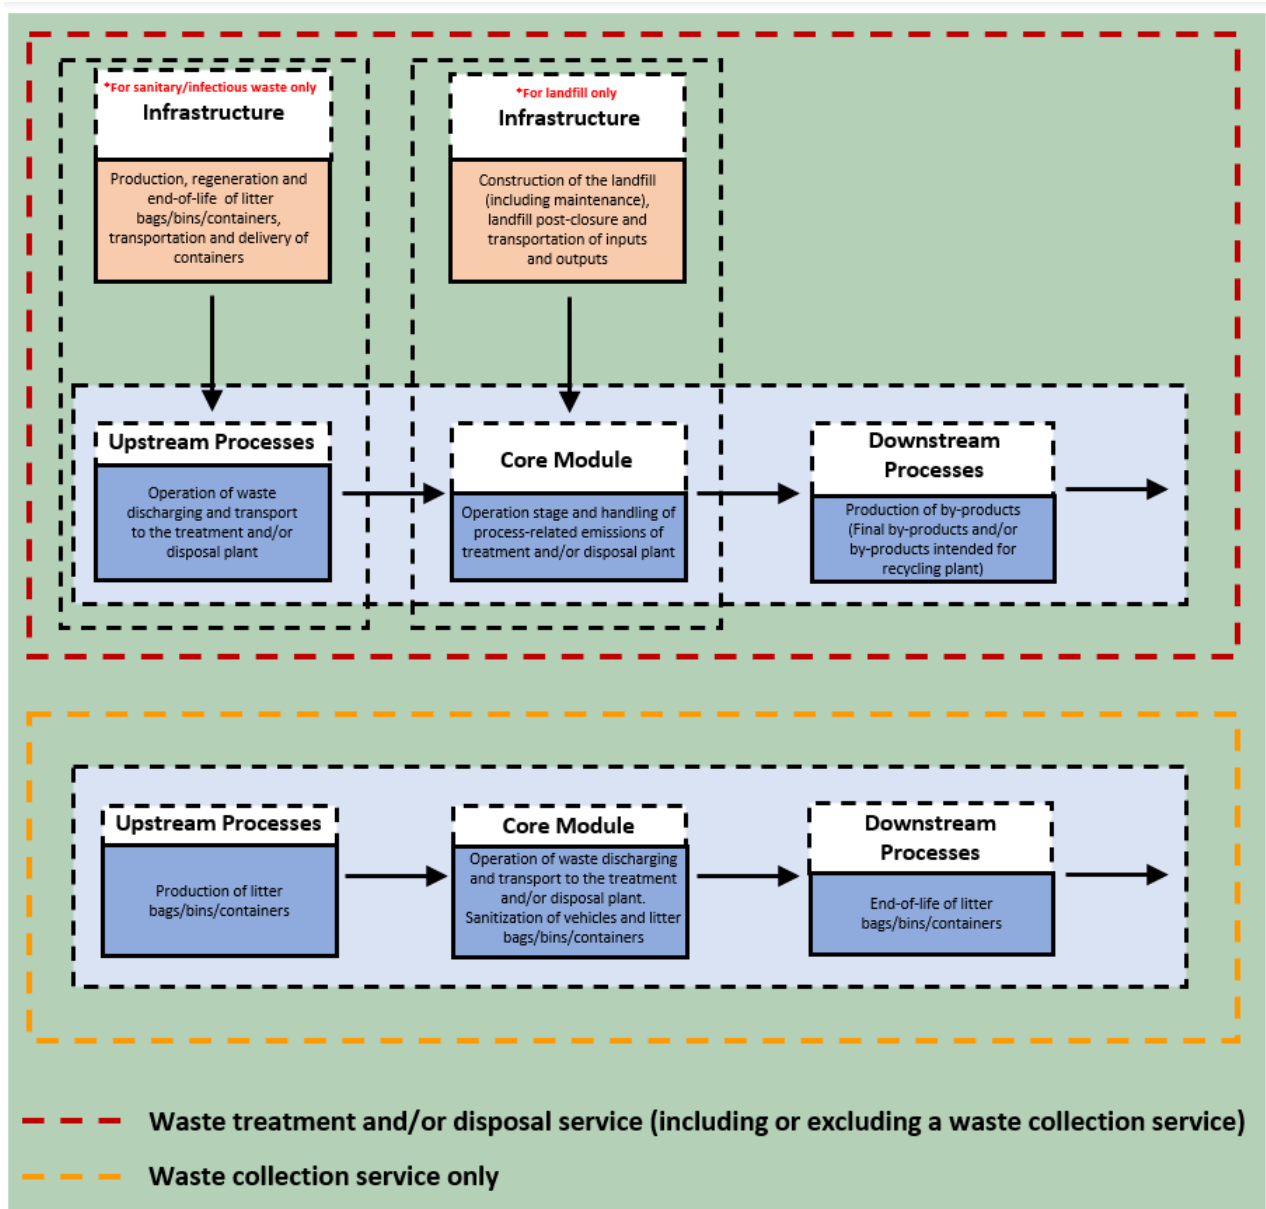 *For sanitary/infectious waste only
Infrastructure
Production, regeneration and
end-of-life of litter
bags/bins/containers,
transportation and delivery of
containers
*For landfill only
Infrastructure
Construction of the landfill
(including maintenance),
landfill post-closure and
transportation of inputs
and outputs
Upstream Processes
Operation of waste
discharging and transport
to the treatment and/or
disposal plant
Core Module
Operation stage and handling of
process-related emissions of
treatment and/or disposal plant
Downstream
Processes
Production of by-products
(Final by-products and/or
by-products intended for
recycling plant)
Upstream Processes
Production of litter
bags/bins/containers
Core Module
Operation of waste discharging
and transport to the treatment
and/or disposal plant.
Sanitization of vehicles and litter
bags/bins/containers
Downstream
Processes
End-of-life of litter
bags/bins/containers
Waste treatment and/or disposal service (including or excluding a waste collection service)
Waste collection service only